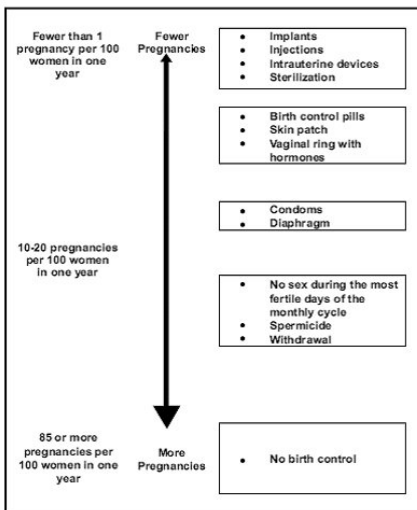 Fewer than 1
pregnancy per 100
women in one
year
Fewer
Pregnancies
• Implants
• Injections
• Intrauterine devices
• Sterilization
• Birth control pills
• Skin patch
• Vaginal ring with
hormones
• Condoms
• Diaphragm
10-20 pregnancies
per 100 women
in one year
• No sex during the most
fertile days of the
monthly cycle
• Spermicide
• Withdrawal
85 or more
pregnancies per
100 women in one
year
More
Pregnancies
• No birth control